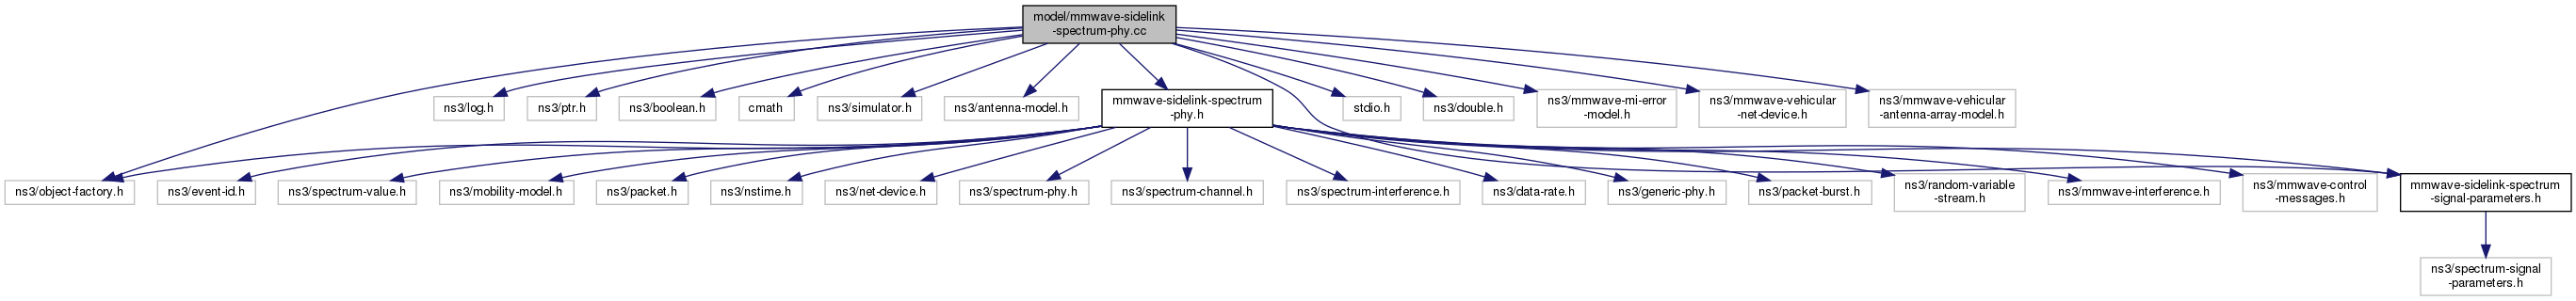 model/mmwave-sidelink
-spectrum-phy.cc
ns3/log.h
ns3/ptr.h
ns3/boolean.h
cmath
ns3/simulator.h
ns3/antenna-model.h
mmwave-sidelink-spectrum
-phy.h
stdio.h
ns3/double.h
ns3/mmwave-mi-error
-model.h
ns3/mmwave-vehicular
-net-device.h
ns3/mmwave-vehicular
-antenna-array-model.h
ns3/object-factory.h
ns3/event-id.h
ns3/spectrum-value.h
ns3/mobility-model.h
ns3/packet.h
ns3/nstime.h
ns3/net-device.h
ns3/spectrum-phy.h
ns3/spectrum-channel.h
ns3/spectrum-interference.h
ns3/data-rate.h
ns3/generic-phy.h
ns3/packet-burst.h
ns3/random-variable
-stream.h
ns3/mmwave-interference.h
ns3/mmwave-control
-messages.h
mmwave-sidelink-spectrum
-signal-parameters.h
ns3/spectrum-signal
-parameters.h